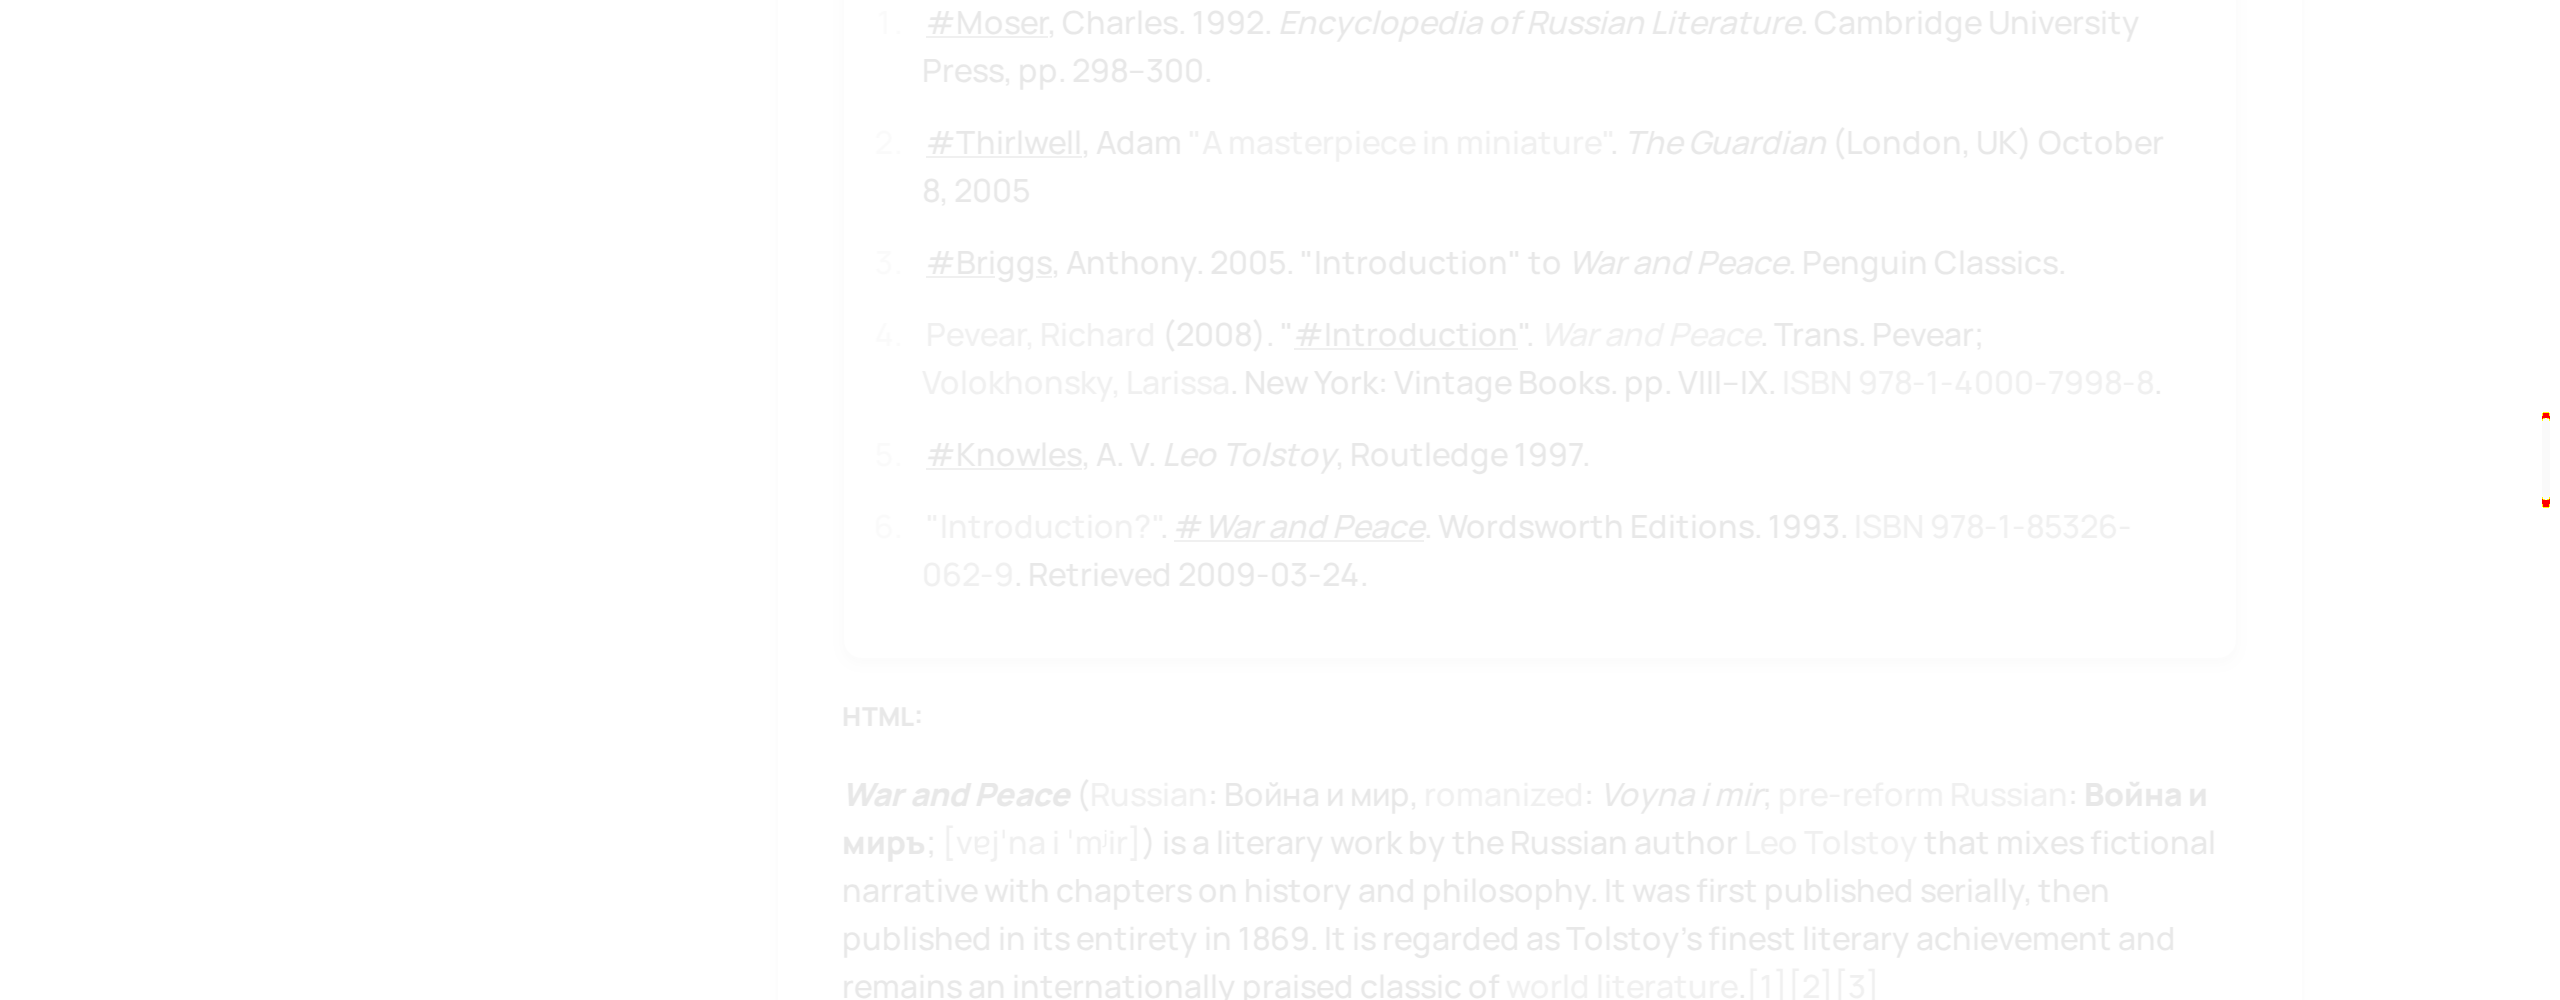 1. #Moser, Charles. 1992. Encyclopedia of Russian Literature. Cambridge University
Press, pp. 298–300.
2. #Thirlwell, Adam "A masterpiece in miniature". The Guardian (London, UK) October
8, 2005
3. #Briggs, Anthony. 2005. "Introduction" to War and Peace. Penguin Classics.
4. Pevear, Richard (2008). "#Introduction". War and Peace. Trans. Pevear;
Volokhonsky, Larissa. New York: Vintage Books. pp. VIII–IX. ISBN 978-1-4000-7998-8.
5. #Knowles, A. V. Leo Tolstoy, Routledge 1997.
6. "Introduction?". #War and Peace. Wordsworth Editions. 1993. ISBN 978-1-85326-
062-9. Retrieved 2009-03-24.
HTML:
War and Peace (Russian: Война и мир, romanized: Voyna i mir; pre-reform Russian: Война и
миръ; [vɐjˈna i ˈmʲir]) is a literary work by the Russian author Leo Tolstoy that mixes fictional
narrative with chapters on history and philosophy. It was first published serially, then
published in its entirety in 1869. It is regarded as Tolstoy's finest literary achievement and
remains an internationally praised classic of world literature.[1][2][3]